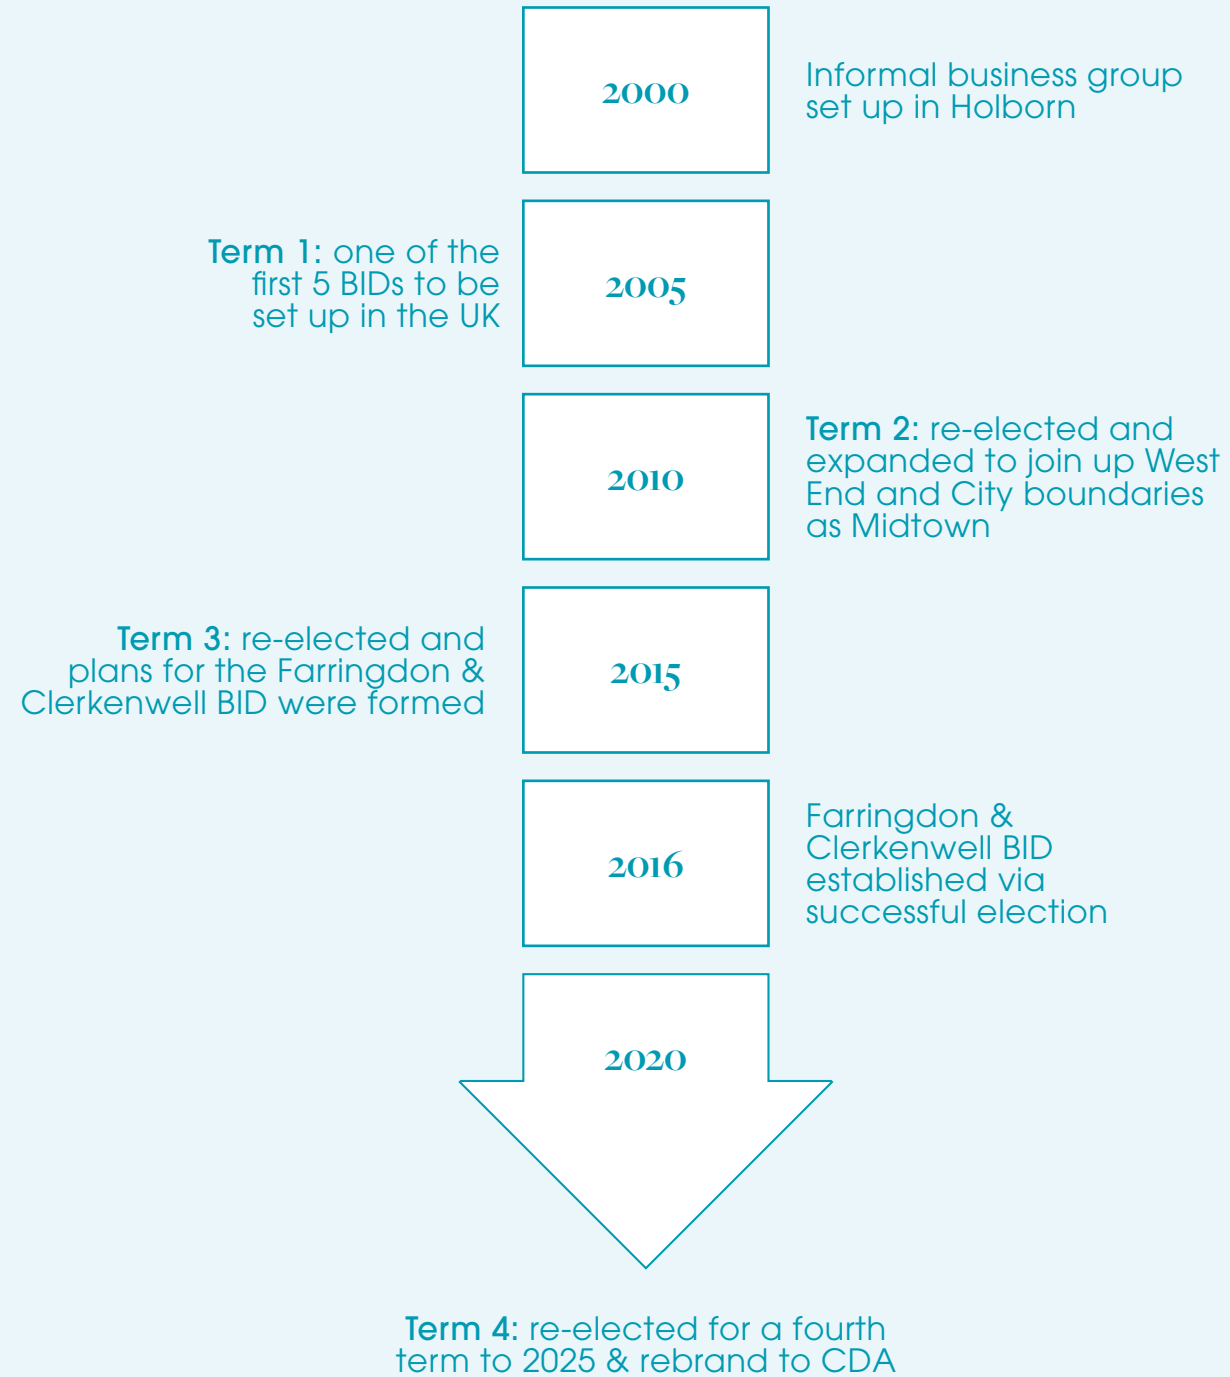 2000
Informal business group
set up in Holborn
Term 1: one of the
first 5 BIDs to be
set up in the UK
2005
2010
Term 2: re-elected and
expanded to join up West
End and City boundaries
as Midtown
Term 3: re-elected and
plans for the Farringdon &
Clerkenwell BID were formed
2015
2016
Farringdon &
Clerkenwell BID
established via
successful election
2020
Term 4: re-elected for a fourth
term to 2025 & rebrand to CDA